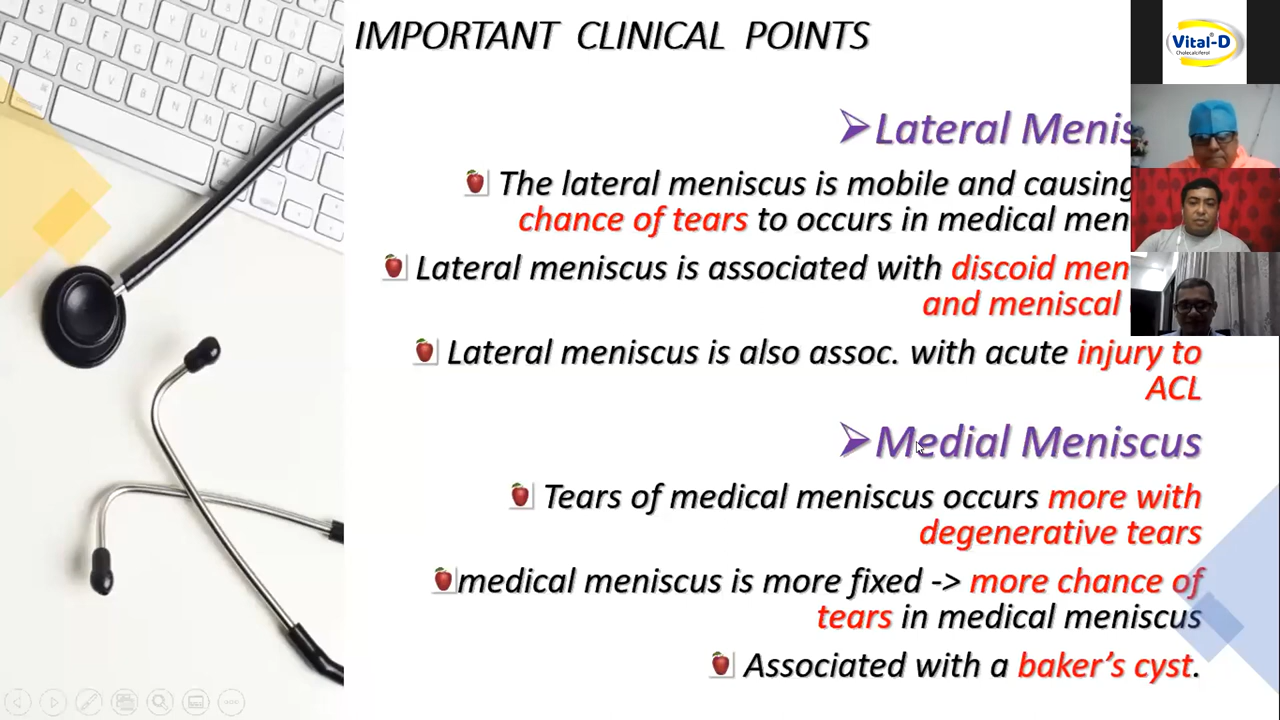 IMPORTANT CLINICAL POINTS
Vital-D
Cholecalciferol
Lateral Menis
The lateral meniscus is mobile and causing
chance of tears to occurs in medical men
Lateral meniscus is associated with discoid men
and meniscal
Lateral meniscus is also assoc. with acute injury to
ACL
Medial Meniscus
Tears of medical meniscus occurs more with
degenerative tears
medical meniscus is more fixed -> more chance of
tears in medical meniscus
Associated with a baker's cyst.